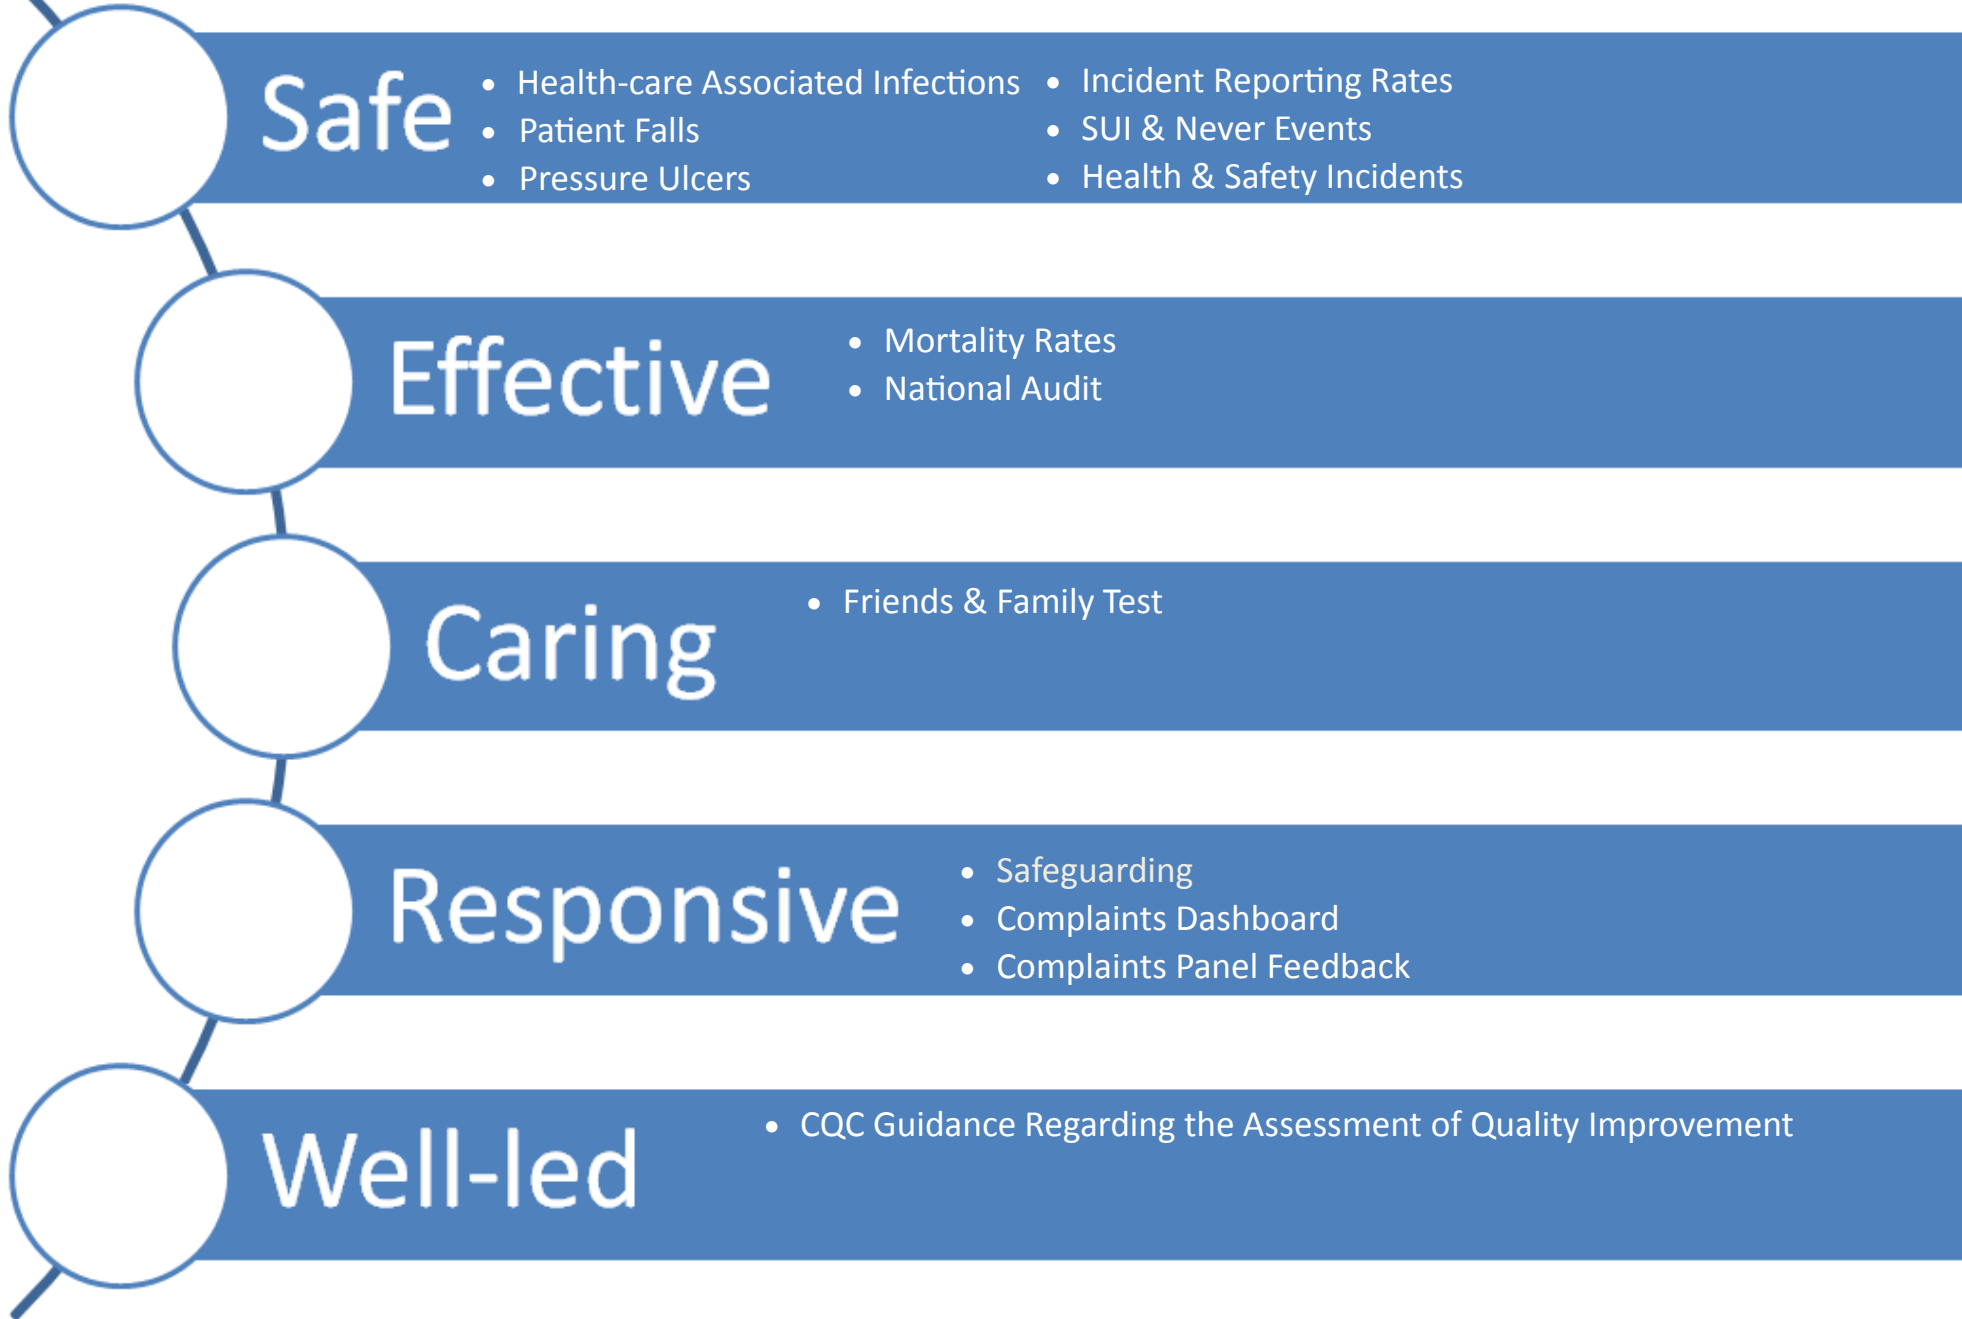 Safe
• Health-care Associated Infections
• Patient Falls
• Pressure Ulcers
• Incident Reporting Rates
• SUI & Never Events
• Health & Safety Incidents
Effective
• Mortality Rates
• National Audit
Caring
• Friends & Family Test
Responsive
• Safeguarding
• Complaints Dashboard
• Complaints Panel Feedback
Well-led
• CQC Guidance Regarding the Assessment of Quality Improvement